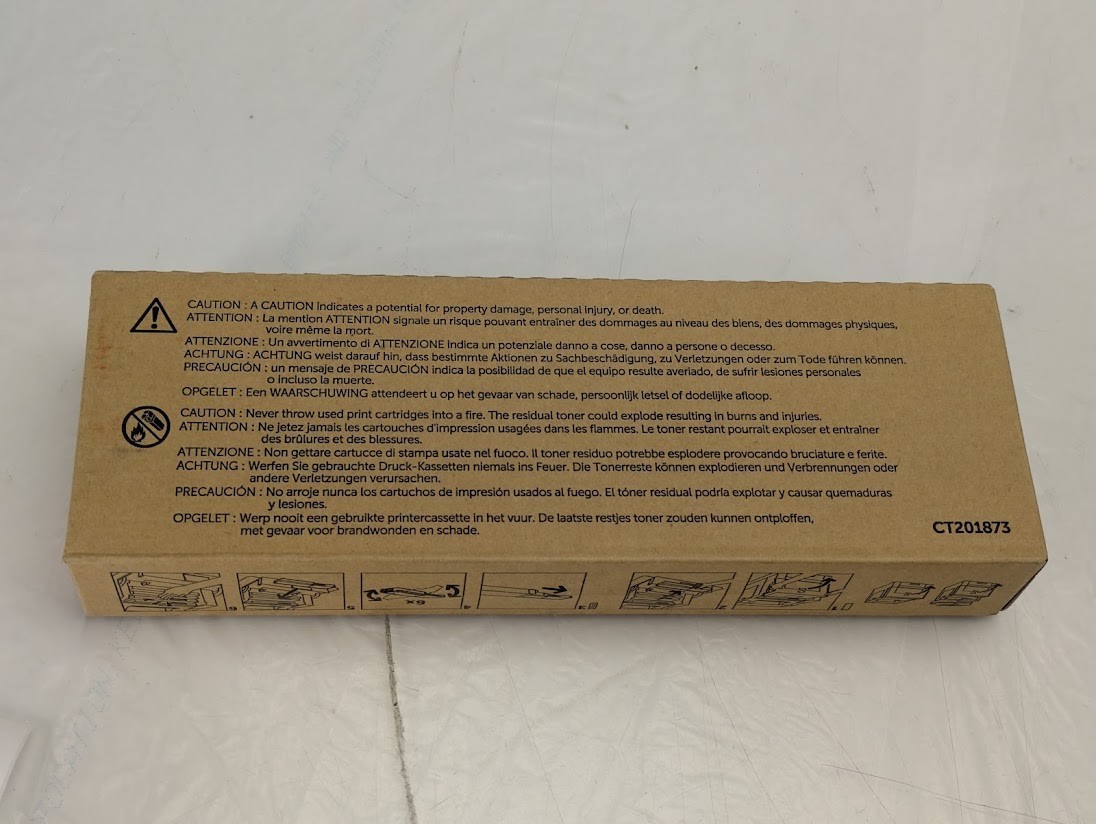 CAUTION : A CAUTION indicates a potential for property damage, personal injury, or death.
ATTENTION : La mention ATTENTION signale un risque pouvant entraîner des dommages au niveau des biens, des dommages physiques,
voire même la mort.
ATTENZIONE : Un avvertimento di ATTENZIONE indica un potenziale danno a cose, danno a persone o decesso.
ACHTUNG : ACHTUNG weist darauf hin, dass bestimmte Aktionen zu Sachbeschädigung, zu Verletzungen oder zum Tode führen können.
PRECAUCIÓN : un mensaje de PRECAUCIÓN indica la posibilidad de que el equipo resulte averiado, de sufrir lesiones personales
o incluso la muerte.
OPGELET : Een WAARSCHUWING attendeert u op het gevaar van schade, persoonlijk letsel of dodelijke afloop.
CAUTION : Never throw used print cartridges into a fire. The residual toner could explode resulting in burns and injuries.
ATTENTION : Ne jetez jamais les cartouches d'impression usagées dans les flammes. Le toner restant pourrait exploser et entraîner
des brûlures et des blessures.
ATTENZIONE : Non gettare cartucce di stampa usate nel fuoco. Il toner residuo potrebbe esplodere provocando bruciature e ferite.
ACHTUNG : Werfen Sie gebrauchte Druck-Kassetten niemals ins Feuer. Die Tonerreste können explodieren und Verbrennungen oder
andere Verletzungen verursachen.
PRECAUCIÓN : No arroje nunca los cartuchos de impresión usados al fuego. El tóner residual podría explotar y causar quemaduras
y lesiones.
OPGELET : Werp nooit een gebruikte printercassette in het vuur. De laatste restjes toner zouden kunnen ontploffen,
met gevaar voor brandwonden en schade.
CT201873
6 5 4 3 2 1